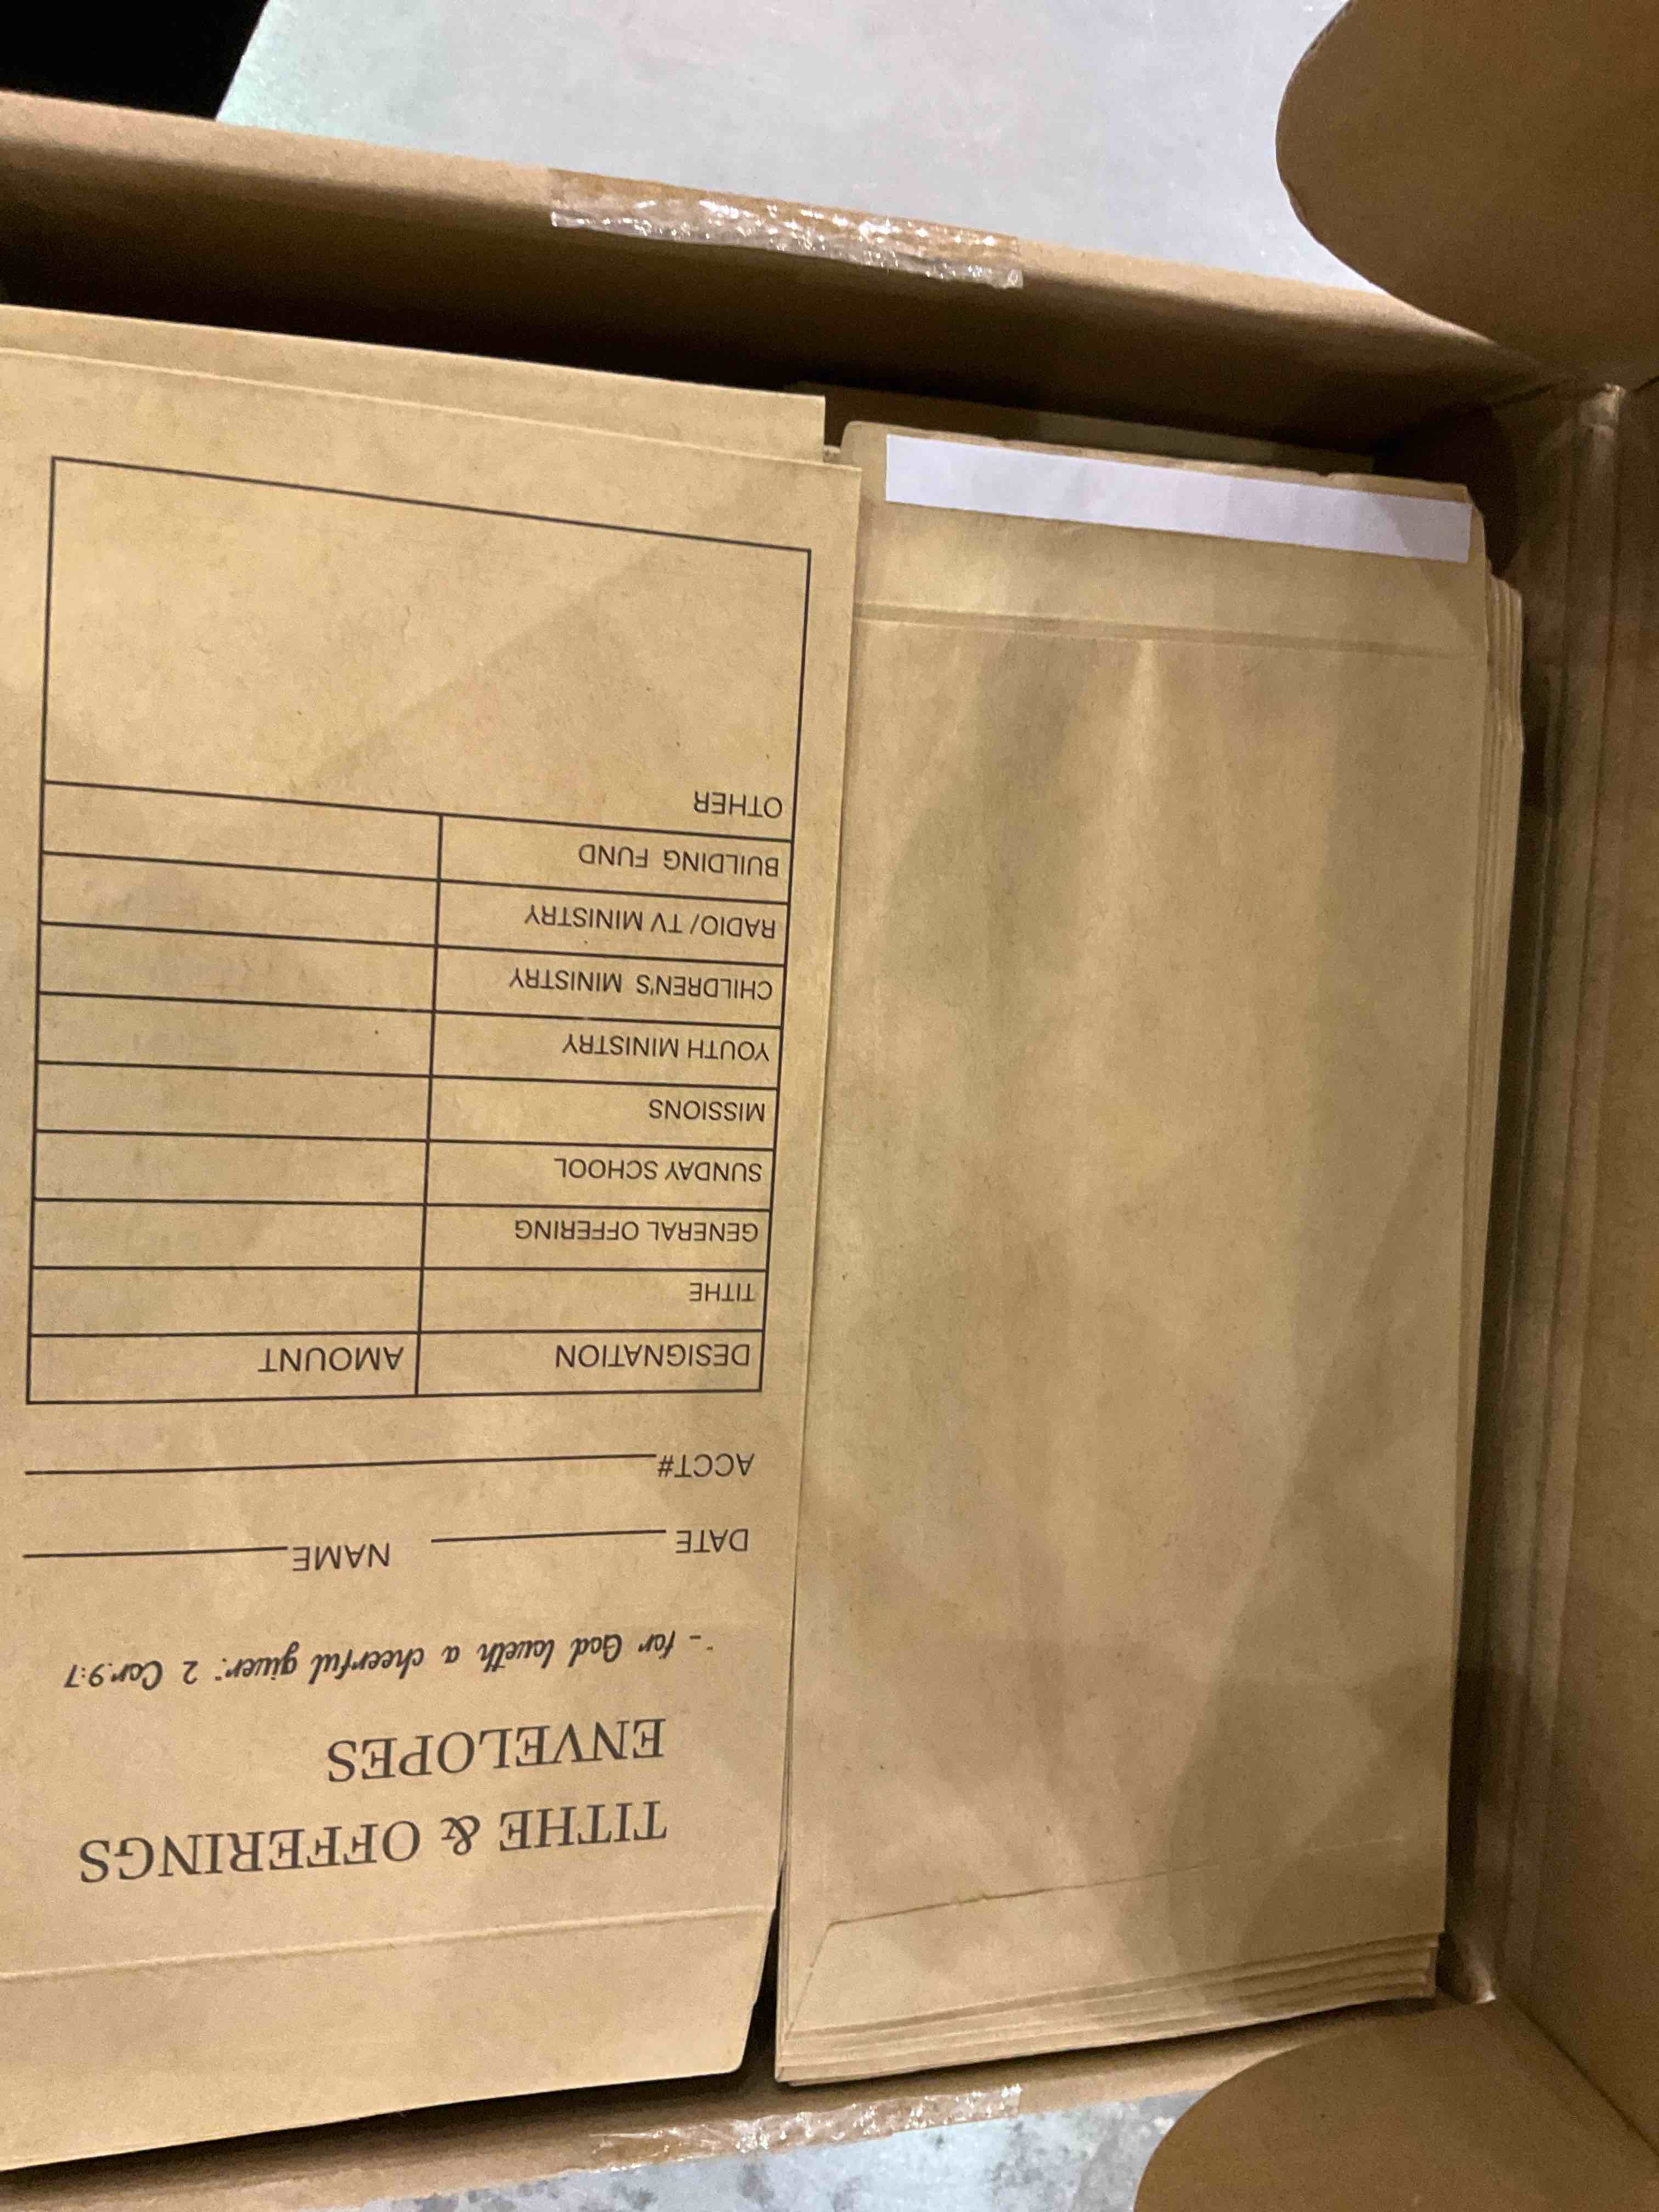 TITHE & OFFERINGS
ENVELOPES
"- for God loveth a cheerful giver." 2 Cor.9:7
DATE NAME
ACCT#
DESIGNATION AMOUNT
TITHE
GENERAL OFFERING
SUNDAY SCHOOL
MISSIONS
YOUTH MINISTRY
CHILDREN'S MINISTRY
RADIO/ TV MINISTRY
BUILDING FUND
OTHER